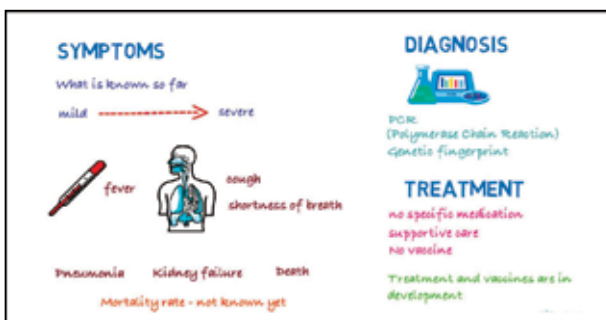 SYMPTOMS
What is known so far
mild severe
fever
cough
shortness of breath
Pneumonia Kidney failure Death
Mortality rate - not known yet
DIAGNOSIS
PCR
(Polymerase Chain Reaction)
Genetic fingerprint
TREATMENT
no specific medication
supportive care
No vaccine
Treatment and vaccines are in
development